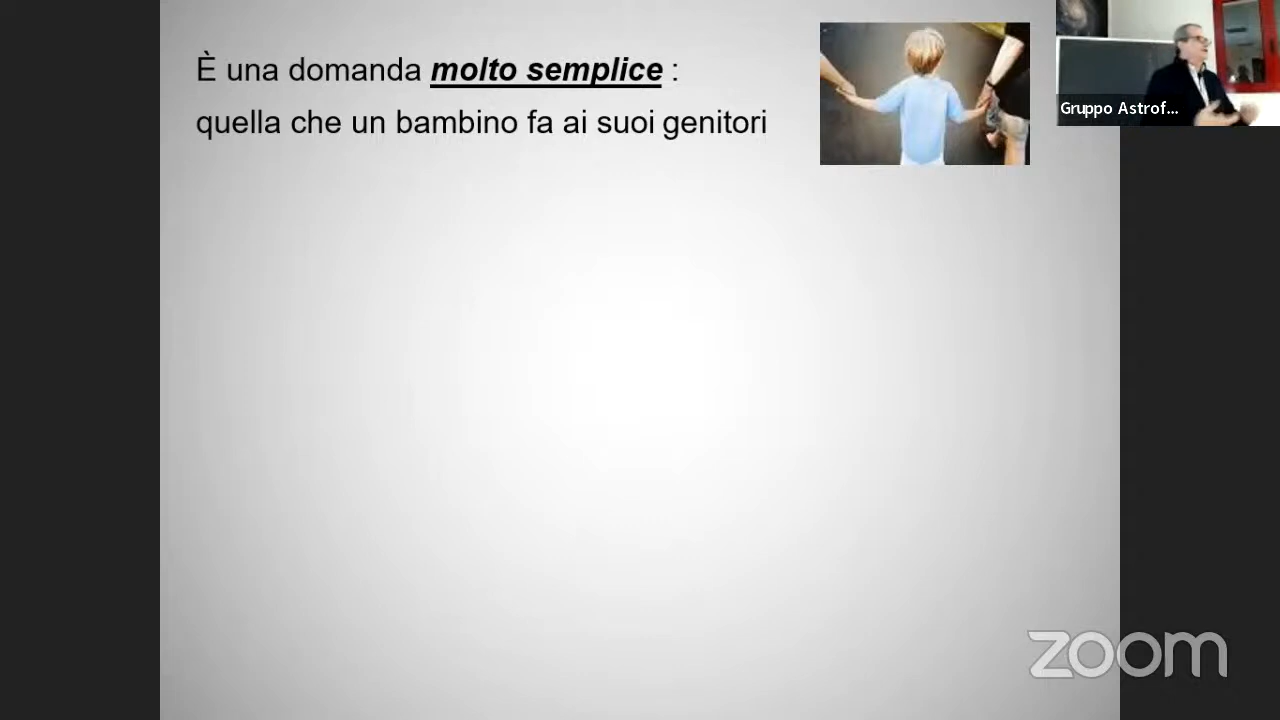 È una domanda molto semplice :
quella che un bambino fa ai suoi genitori
Gruppo Astrof...
zoom